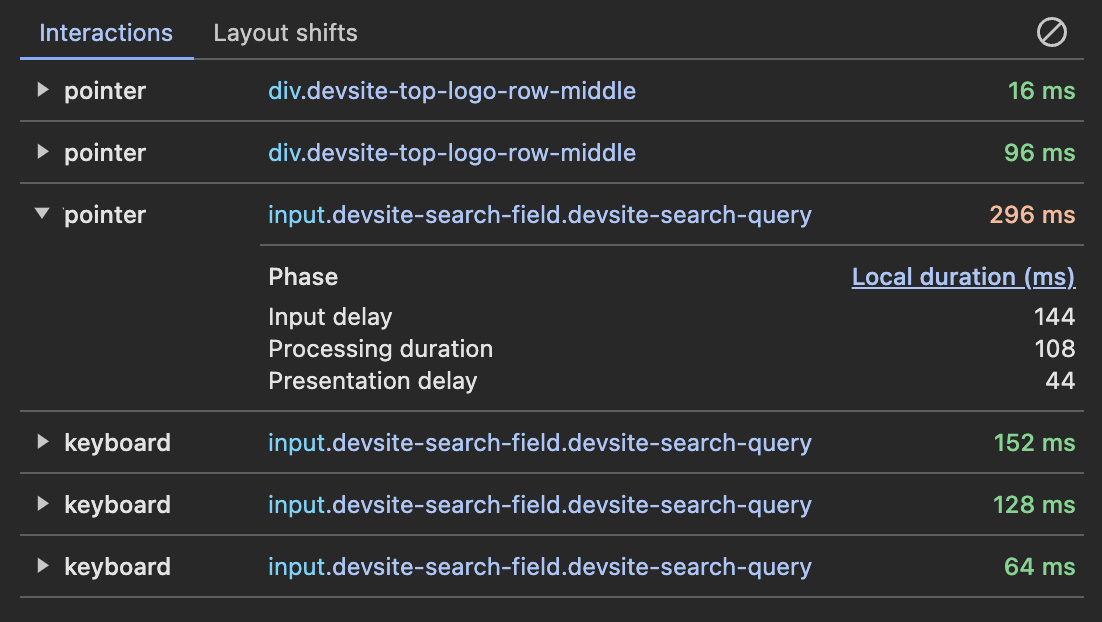 Interactions Layout shifts
pointer div.devsite-top-logo-row-middle 16 ms
pointer div.devsite-top-logo-row-middle 96 ms
pointer input.devsite-search-field.devsite-search-query 296 ms
Phase Local duration (ms)
Input delay 144
Processing duration 108
Presentation delay 44
keyboard input.devsite-search-field.devsite-search-query 152 ms
keyboard input.devsite-search-field.devsite-search-query 128 ms
keyboard input.devsite-search-field.devsite-search-query 64 ms